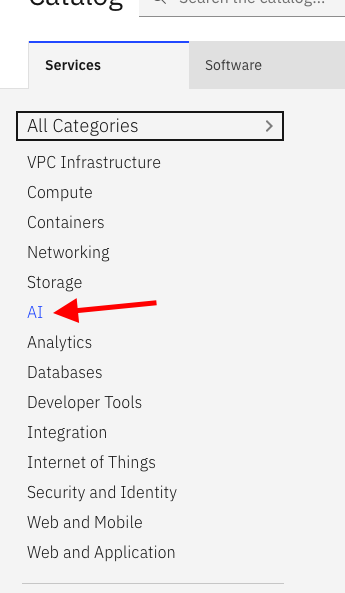 Catalog
Search the catalog...
Services
Software
All Categories
VPC Infrastructure
Compute
Containers
Networking
Storage
AI
Analytics
Databases
Developer Tools
Integration
Internet of Things
Security and Identity
Web and Mobile
Web and Application